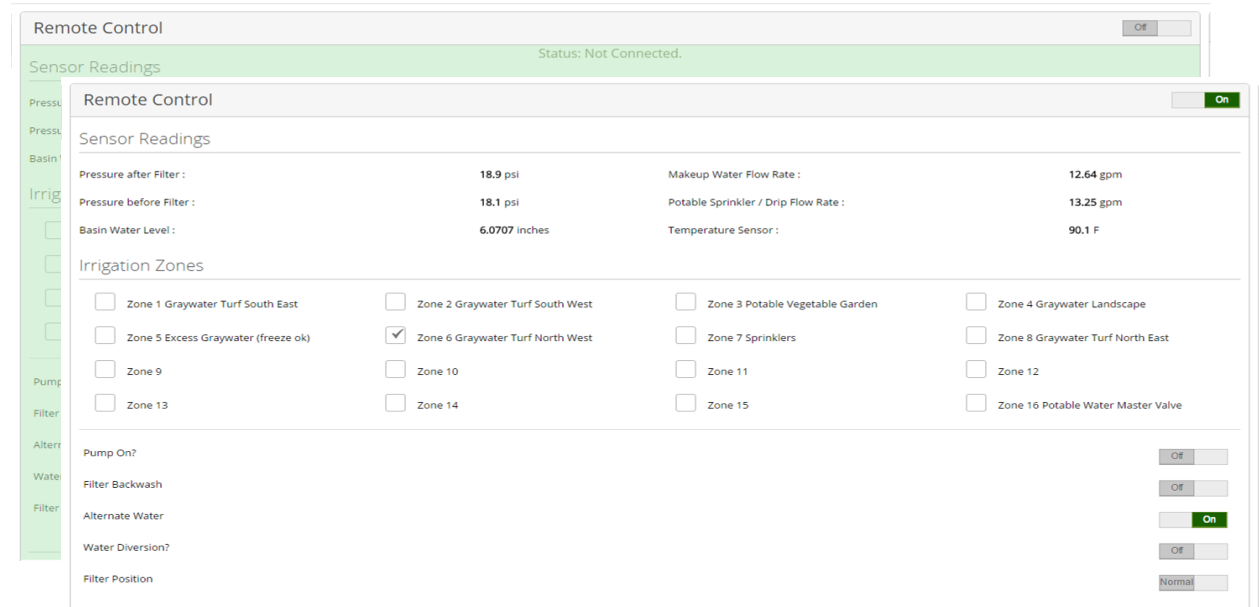 Remote Control Off
Status: Not Connected.
Sensor Readings
Pressu
Pressu
Basin
Irrig
Pump
Filter
Altern
Water
Filter
Remote Control On
Sensor Readings
Pressure after Filter : 18.9 psi Makeup Water Flow Rate : 12.64 gpm
Pressure before Filter : 18.1 psi Potable Sprinkler / Drip Flow Rate : 13.25 gpm
Basin Water Level : 6.0707 inches Temperature Sensor : 90.1 F
Irrigation Zones
Zone 1 Graywater Turf South East Zone 2 Graywater Turf South West Zone 3 Potable Vegetable Garden Zone 4 Graywater Landscape
Zone 5 Excess Graywater (freeze ok) Zone 6 Graywater Turf North West Zone 7 Sprinklers Zone 8 Graywater Turf North East
Zone 9 Zone 10 Zone 11 Zone 12
Zone 13 Zone 14 Zone 15 Zone 16 Potable Water Master Valve
Pump On? Off
Filter Backwash Off
Alternate Water On
Water Diversion? Off
Filter Position Normal